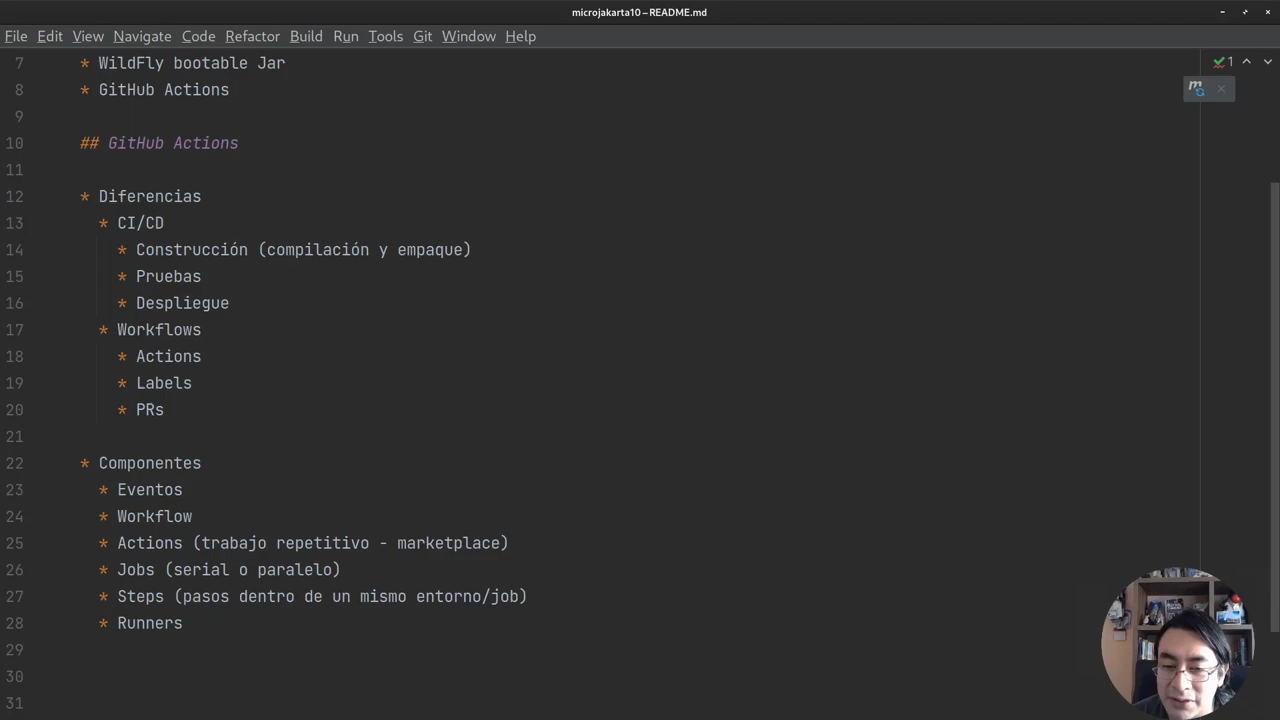 microjakarta10 – README.md
File Edit View Navigate Code Refactor Build Run Tools Git Window Help
7 * WildFly bootable Jar
1
8 * GitHub Actions
m
9
10 ## GitHub Actions
11
12 * Diferencias
13 * CI/CD
14 * Construcción (compilación y empaque)
15 * Pruebas
16 * Despliegue
17 * Workflows
18 * Actions
19 * Labels
20 * PRs
21
22 * Componentes
23 * Eventos
24 * Workflow
25 * Actions (trabajo repetitivo - marketplace)
26 * Jobs (serial o paralelo)
27 * Steps (pasos dentro de un mismo entorno/job)
28 * Runners
29
30
31